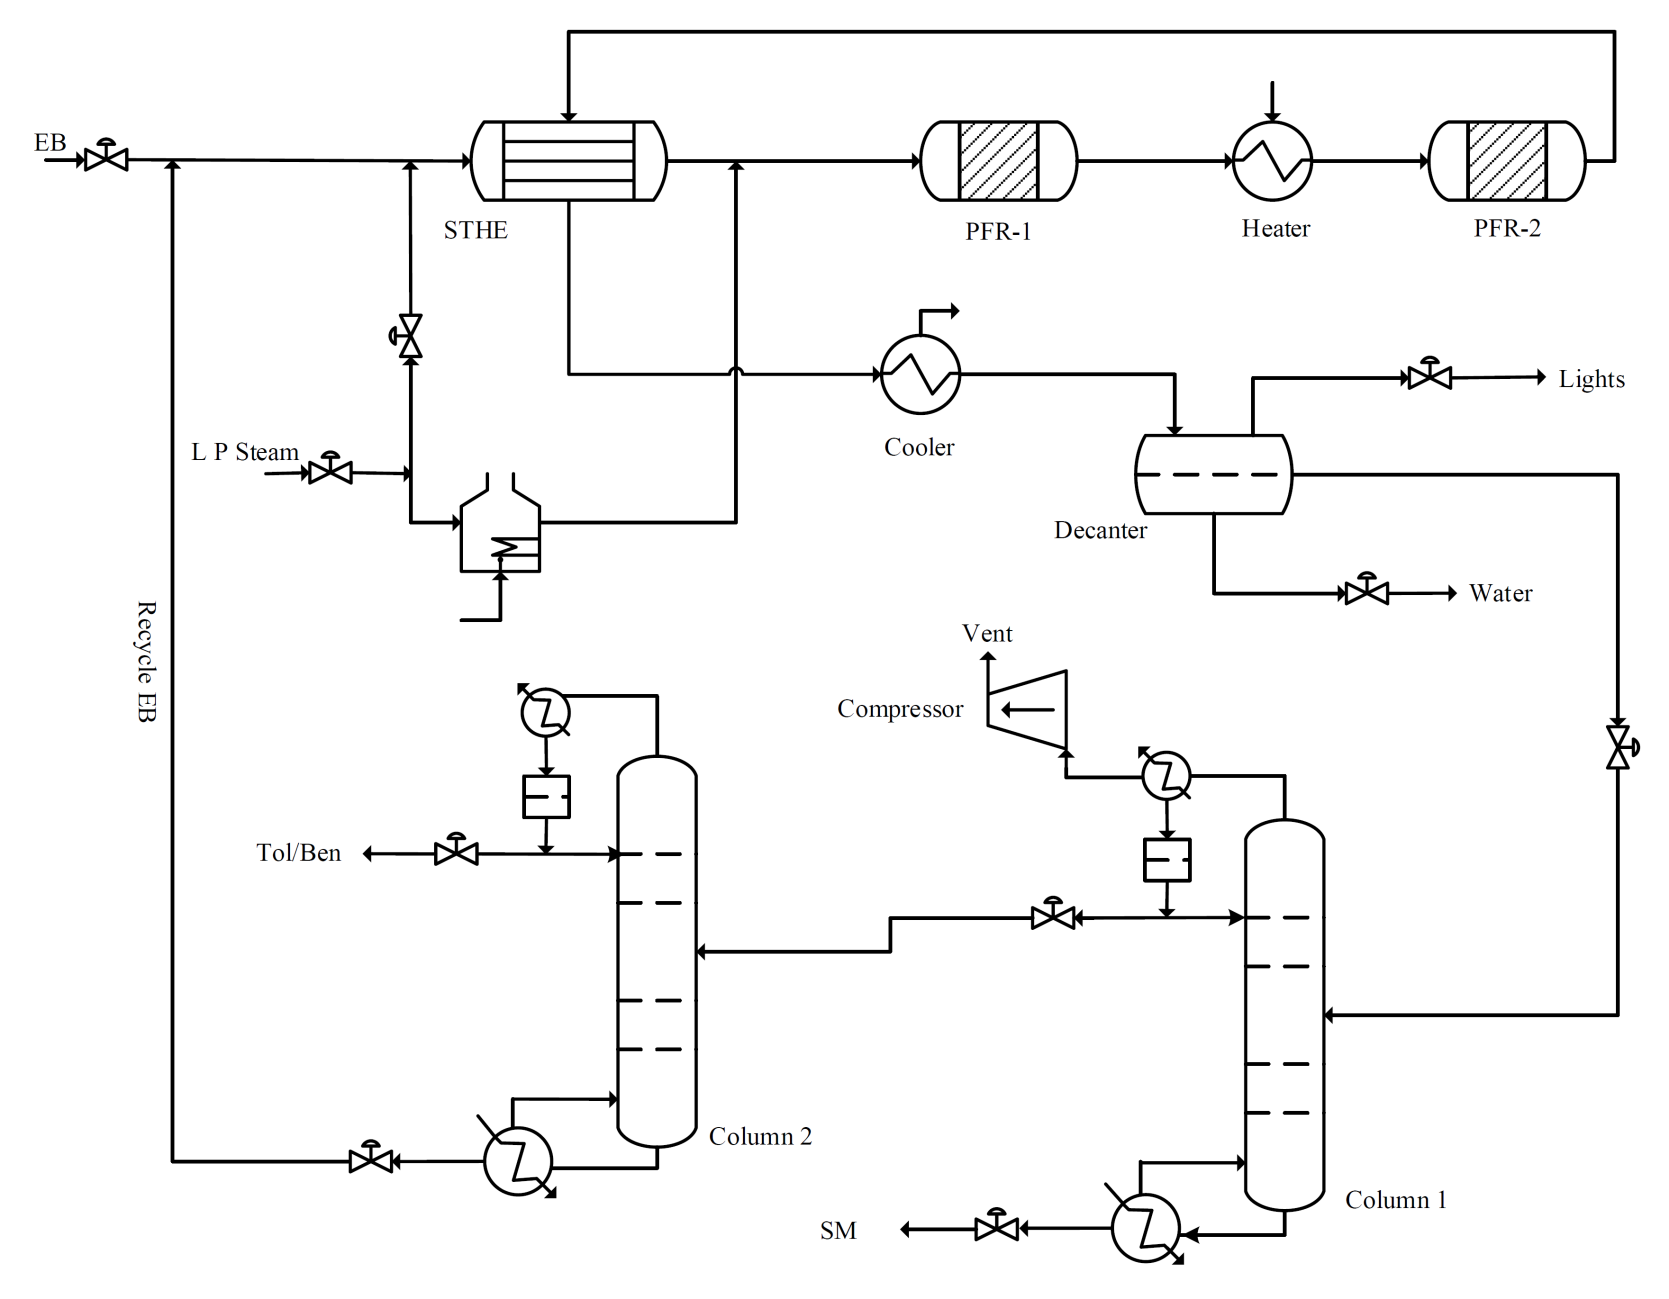 EB
STHE
PFR-1
Heater
PFR-2
L P Steam
Cooler
Lights
Decanter
Water
Recycle EB
Vent
Compressor
Tol/Ben
Column 2
Column 1
SM